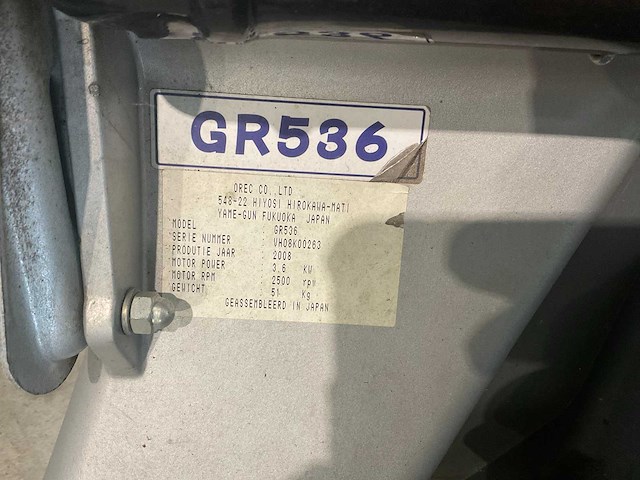 GR536
OREC CO.,LTD
548-22 HIYOSI HIROKAWA-MATI
YAME-GUN FUKUOKA JAPAN
MODEL : GR536
SERIE NUMMER : VH08K00263
PRODUTIE JAAR : 2008
MOTOR POWER : 3.6 KW
MOTOR RPM : 2500 rpm
GEWICHT : 51 Kg
GEASSEMBLEERD IN JAPAN